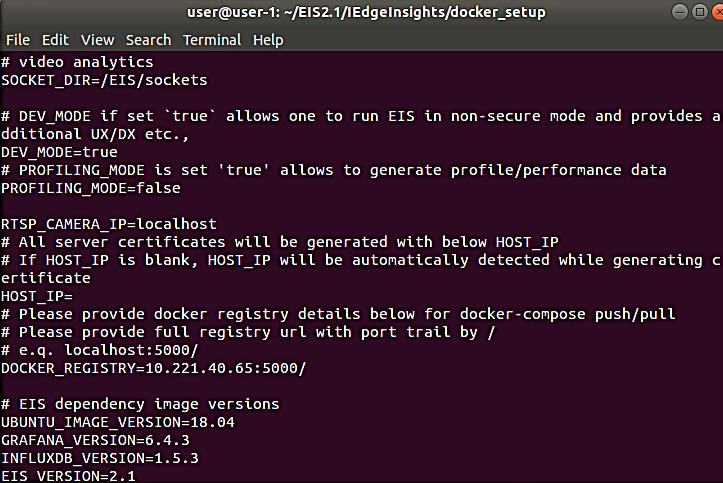 user@user-1: ~/EIS2.1/IEdgeInsights/docker_setup
File Edit View Search Terminal Help
# video analytics
SOCKET_DIR=/EIS/sockets
# DEV_MODE if set `true` allows one to run EIS in non-secure mode and provides a
dditional UX/DX etc.,
DEV_MODE=true
# PROFILING_MODE is set 'true' allows to generate profile/performance data
PROFILING_MODE=false
RTSP_CAMERA_IP=localhost
# All server certificates will be generated with below HOST_IP
# If HOST_IP is blank, HOST_IP will be automatically detected while generating c
ertificate
HOST_IP=
# Please provide docker registry details below for docker-compose push/pull
# Please provide full registry url with port trail by /
# e.q. localhost:5000/
DOCKER_REGISTRY=10.221.40.65:5000/
# EIS dependency image versions
UBUNTU_IMAGE_VERSION=18.04
GRAFANA_VERSION=6.4.3
INFLUXDB_VERSION=1.5.3
EIS_VERSION=2.1